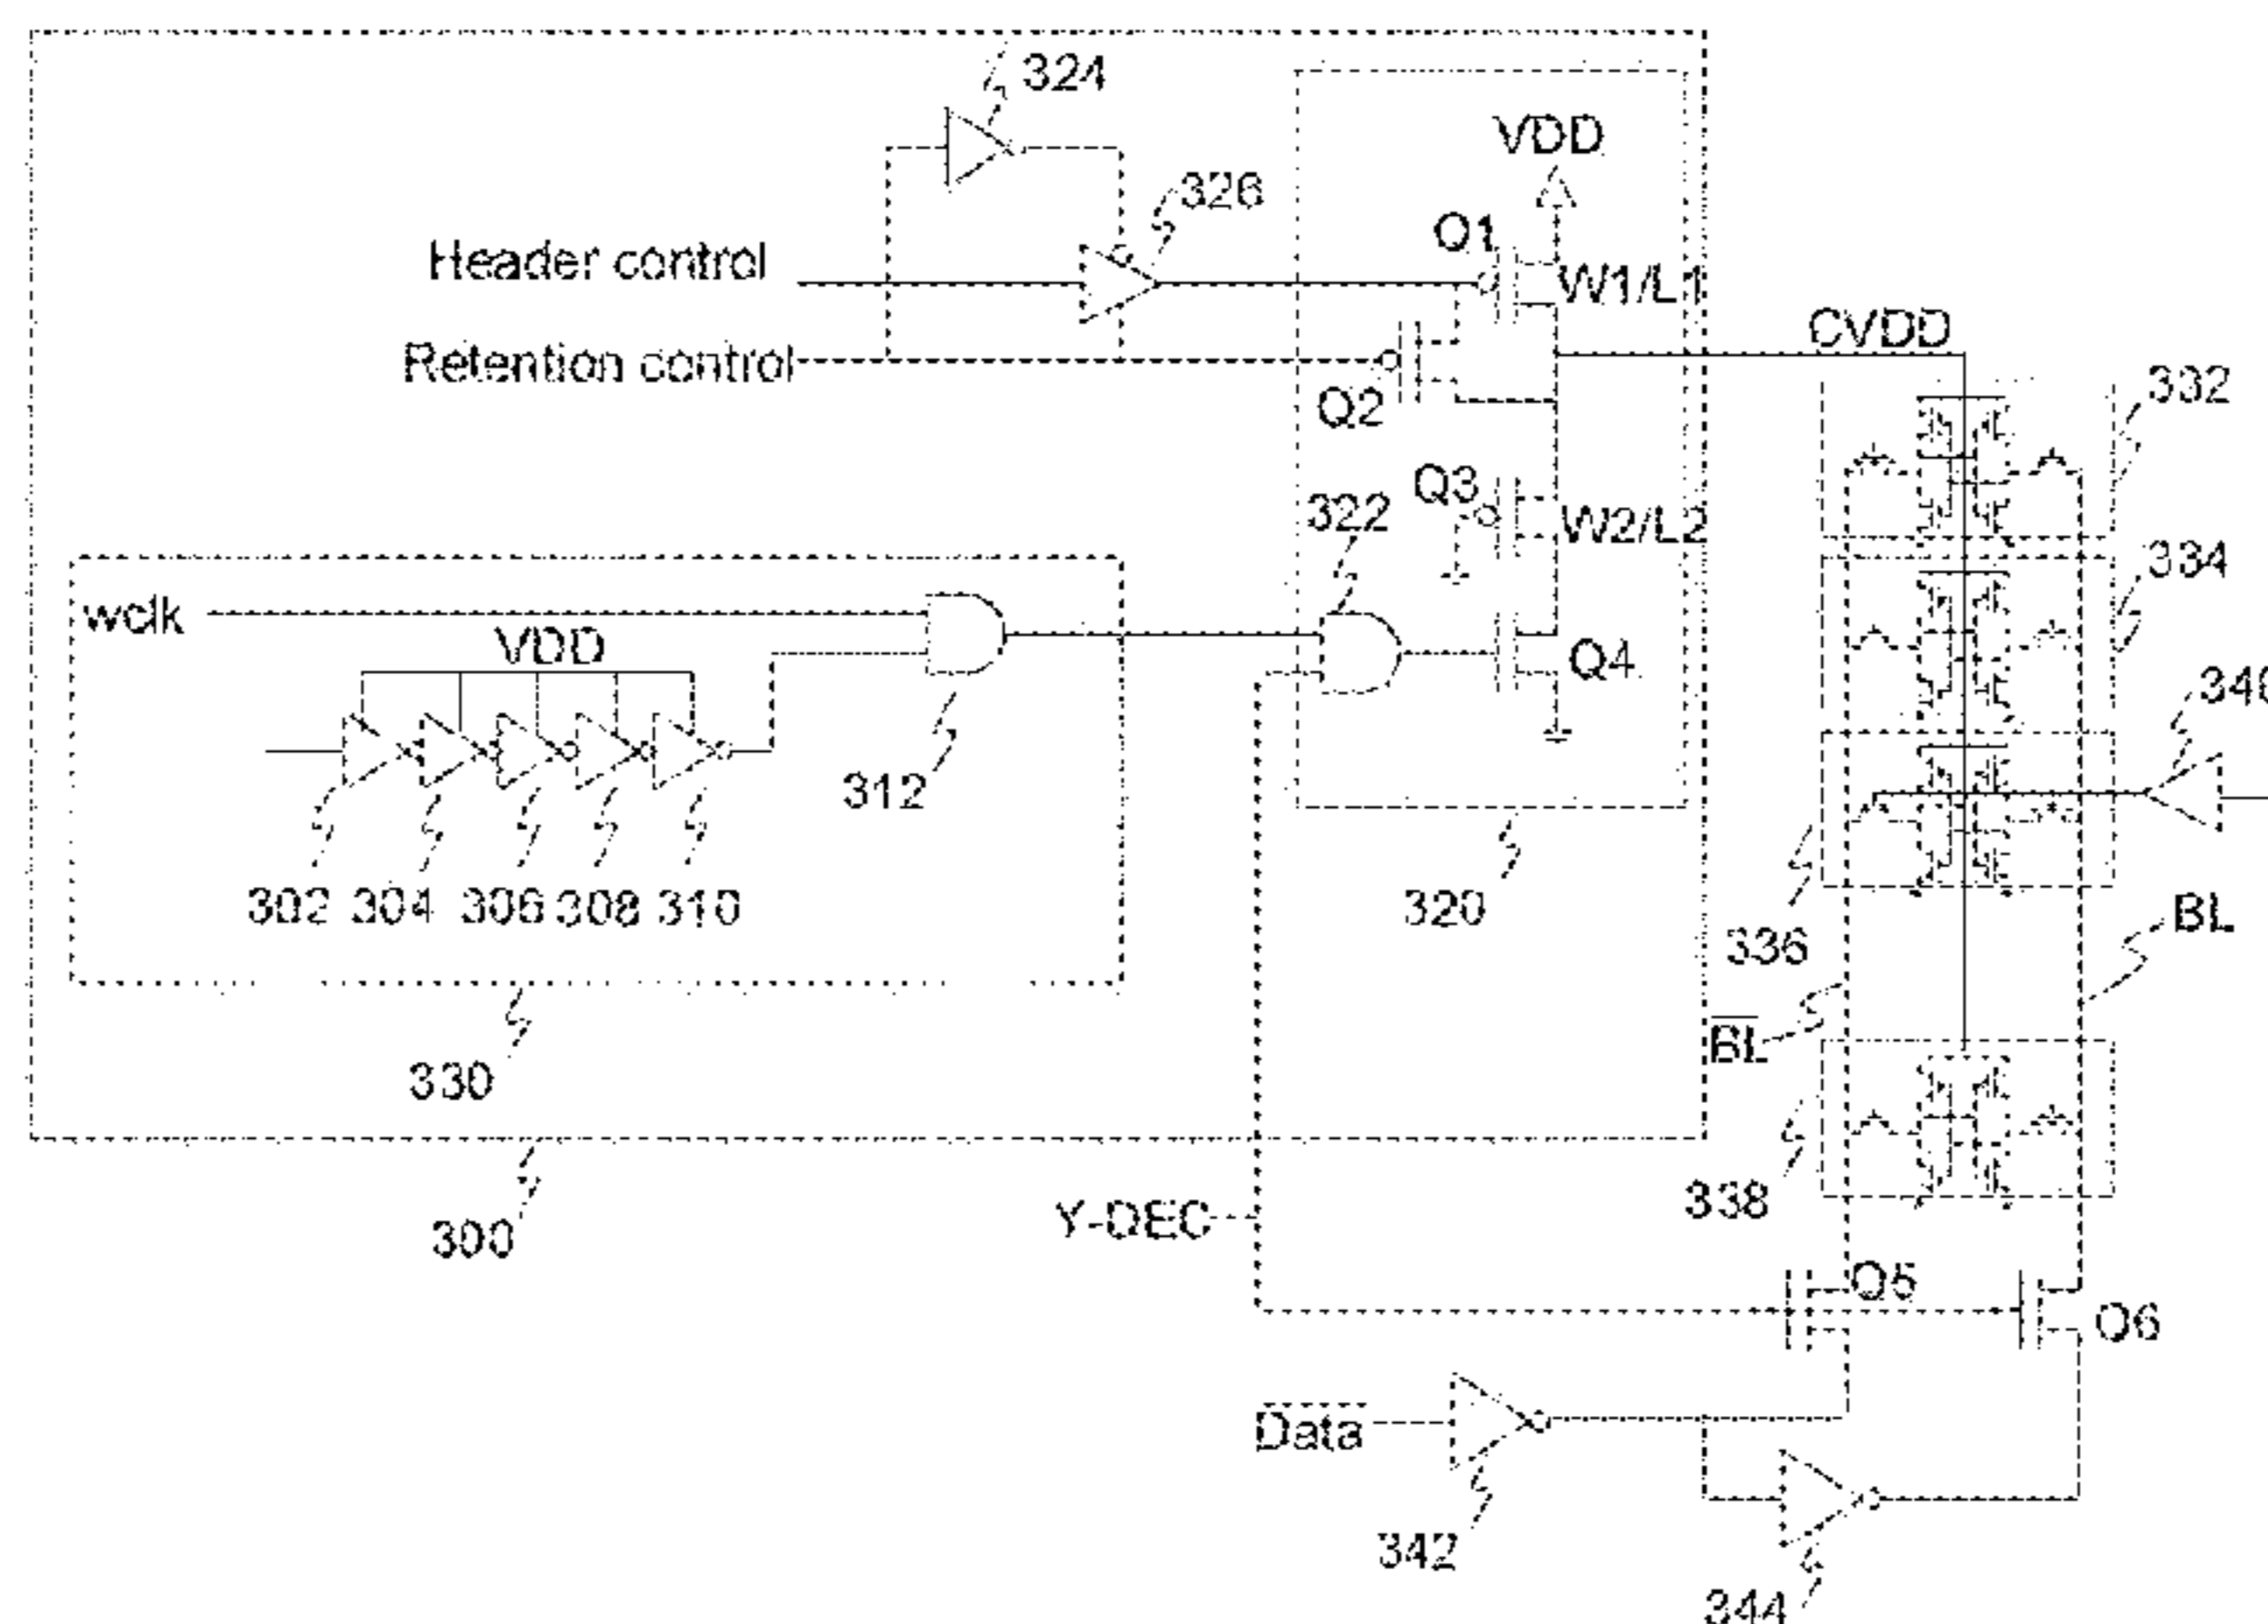 324
VDD
326
Q1
Header control
W1/L1
CVDD
Retention control
332
Q2
Q3
322
W2/L2
334
wclk
VDD
Q4
340
312
302 304 306 308 310
320
BL
336
B̅L̅
330
338
Y-DEC
300
Q5
Q6
D̅a̅t̅a̅
342
344